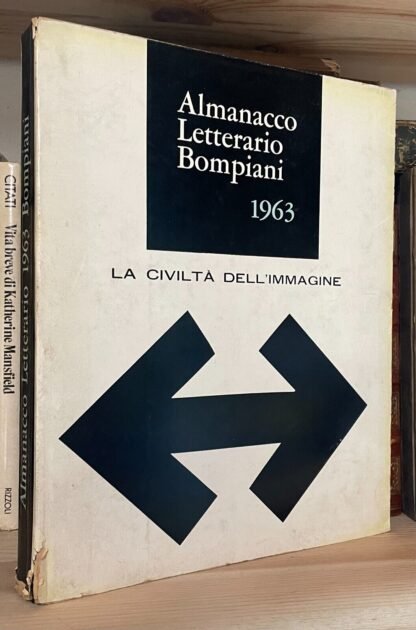 Almanacco
Letterario
Bompiani
1963
LA CIVILTÀ DELL'IMMAGINE
Almanacco Letterario 1963 Bompiani
CITATI
Vita breve di Katherine Mansfield
RIZZOLI